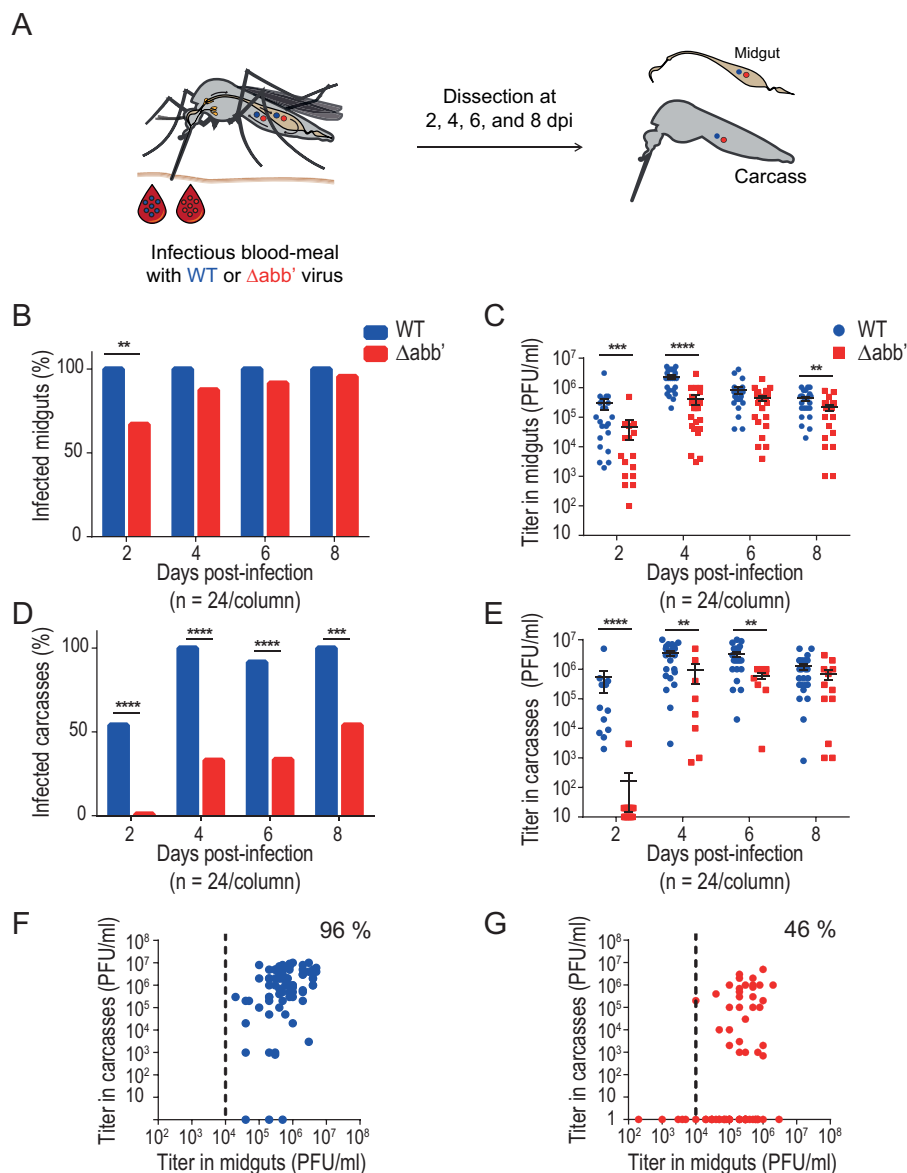 A
Midgut
Dissection at
2, 4, 6, and 8 dpi
Carcass
Infectious blood-meal
with WT or Δabb’ virus
B
WT
Δabb’
Infected midguts (%)
100
50
0
**
2 4 6 8
Days post-infection
(n = 24/column)
C
WT
Δabb’
Titer in midguts (PFU/ml)
10⁷
10⁶
10⁵
10⁴
10³
10²
10
*** **** **
2 4 6 8
Days post-infection
(n = 24/column)
D
Infected carcasses (%)
100
50
0
**** **** **** ***
2 4 6 8
Days post-infection
(n = 24/column)
E
Titer in carcasses (PFU/ml)
10⁷
10⁶
10⁵
10⁴
10³
10²
10
**** ** **
2 4 6 8
Days post-infection
(n = 24/column)
F
96 %
Titer in carcasses (PFU/ml)
10⁸
10⁷
10⁶
10⁵
10⁴
10³
10²
10
1
10² 10³ 10⁴ 10⁵ 10⁶ 10⁷ 10⁸
Titer in midguts (PFU/ml)
G
46 %
Titer in carcasses (PFU/ml)
10⁸
10⁷
10⁶
10⁵
10⁴
10³
10²
10
1
10² 10³ 10⁴ 10⁵ 10⁶ 10⁷ 10⁸
Titer in midguts (PFU/ml)